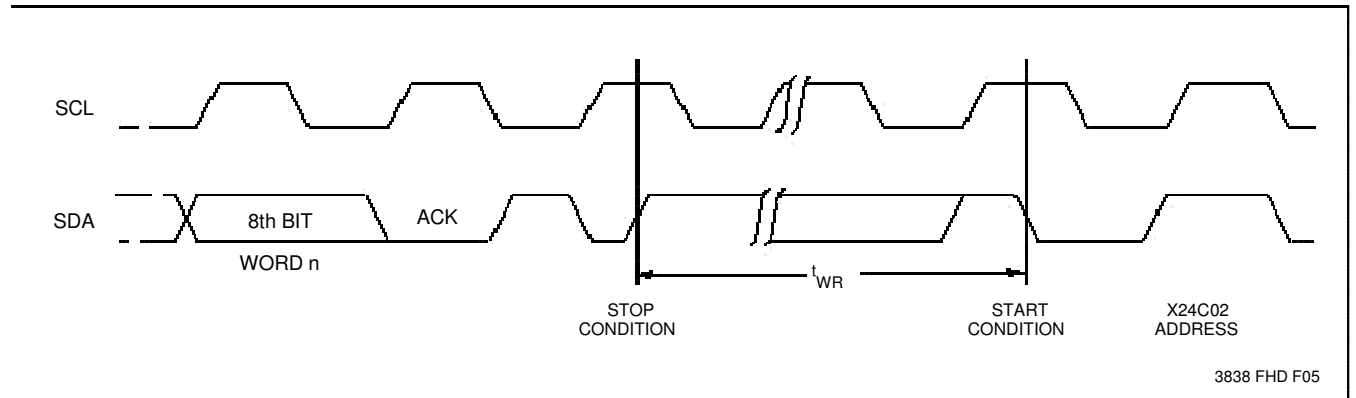 SCL
SDA
8th BIT
ACK
WORD n
tWR
STOP
CONDITION
START
CONDITION
X24C02
ADDRESS
3838 FHD F05